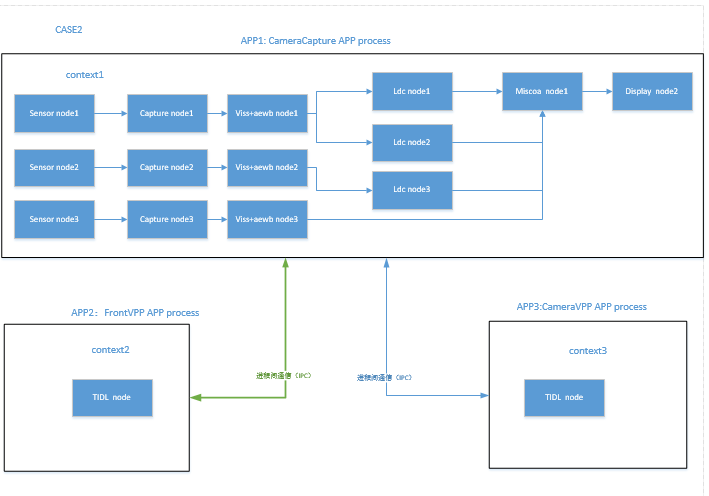 CASE2
APP1: CameraCapture APP process
context1
Sensor node1
Capture node1
Viss+aewb node1
Ldc node1
Miscoa node1
Display node2
Ldc node2
Sensor node2
Capture node2
Viss+aewb node2
Ldc node3
Sensor node3
Capture node3
Viss+aewb node3
APP2：FrontVPP APP process
APP3:CameraVPP APP process
context2
context3
进程间通信（IPC）
进程间通信（IPC）
TIDL node
TIDL node